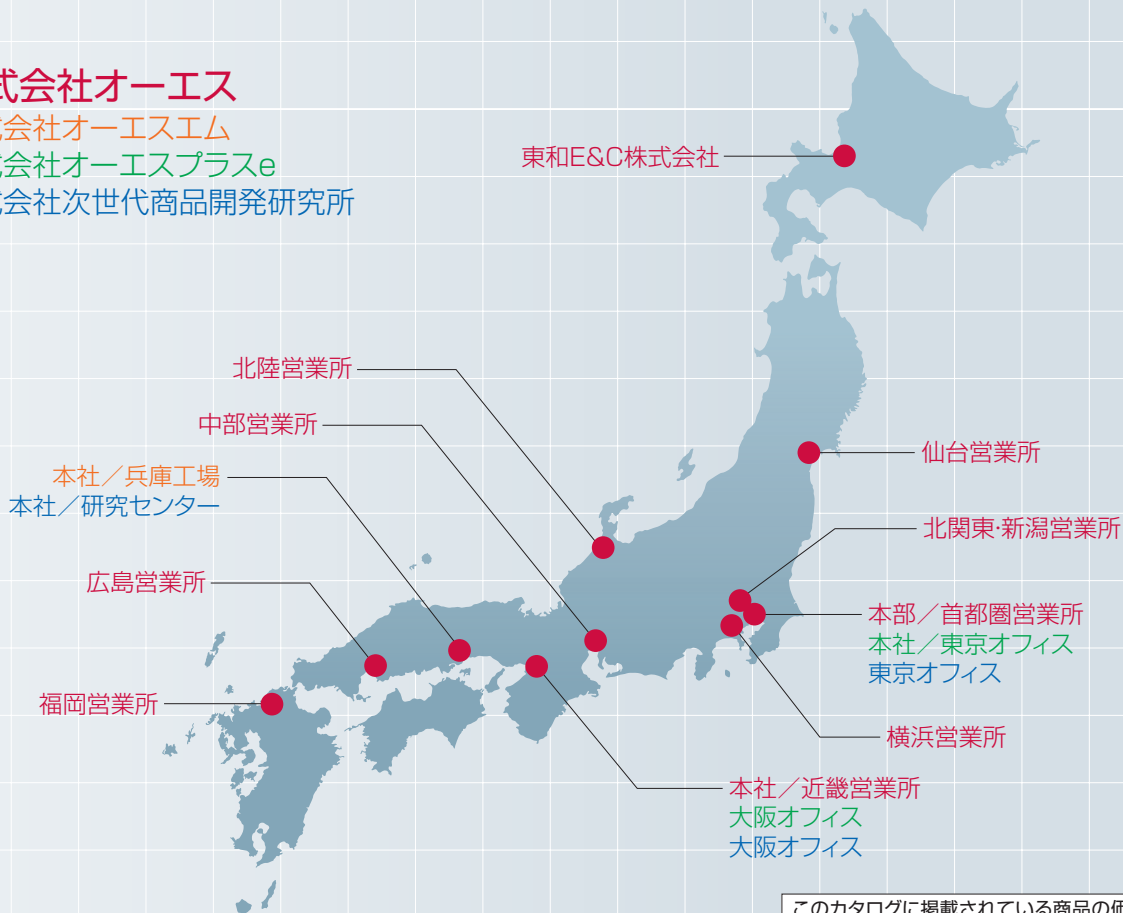 式会社オーエス
式会社オーエスエム
式会社オーエスプラスe
式会社次世代商品開発研究所
東和E&C株式会社
北陸営業所
中部営業所
本社／兵庫工場
本社／研究センター
広島営業所
福岡営業所
仙台営業所
北関東・新潟営業所
本部／首都圏営業所
本社／東京オフィス
東京オフィス
横浜営業所
本社／近畿営業所
大阪オフィス
大阪オフィス
このカタログに掲載されている商品の価